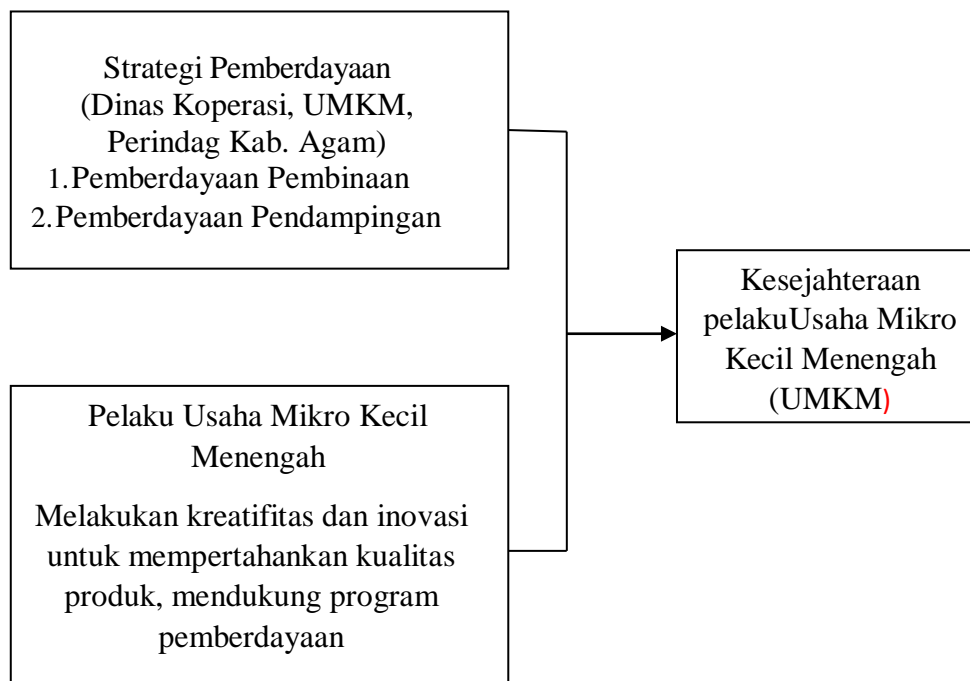 Strategi Pemberdayaan
(Dinas Koperasi, UMKM,
Perindag Kab. Agam)
1.Pemberdayaan Pembinaan
2.Pemberdayaan Pendampingan
Pelaku Usaha Mikro Kecil
Menengah
Melakukan kreatifitas dan inovasi
untuk mempertahankan kualitas
produk, mendukung program
pemberdayaan
Kesejahteraan
pelakuUsaha Mikro
Kecil Menengah
(UMKM)